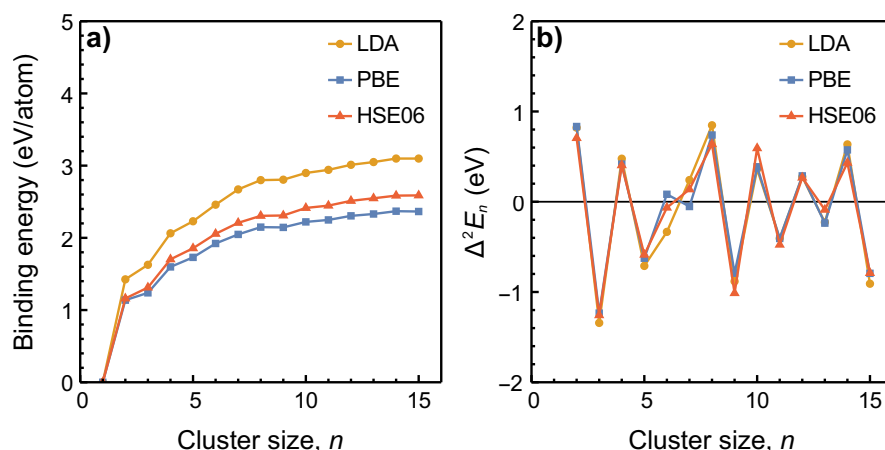 a)
LDA
PBE
HSE06
Binding energy (eV/atom)
5
4
3
2
1
0
0
5
10
15
Cluster size, n
b)
LDA
PBE
HSE06
Δ²Eₙ (eV)
2
1
0
−1
−2
0
5
10
15
Cluster size, n